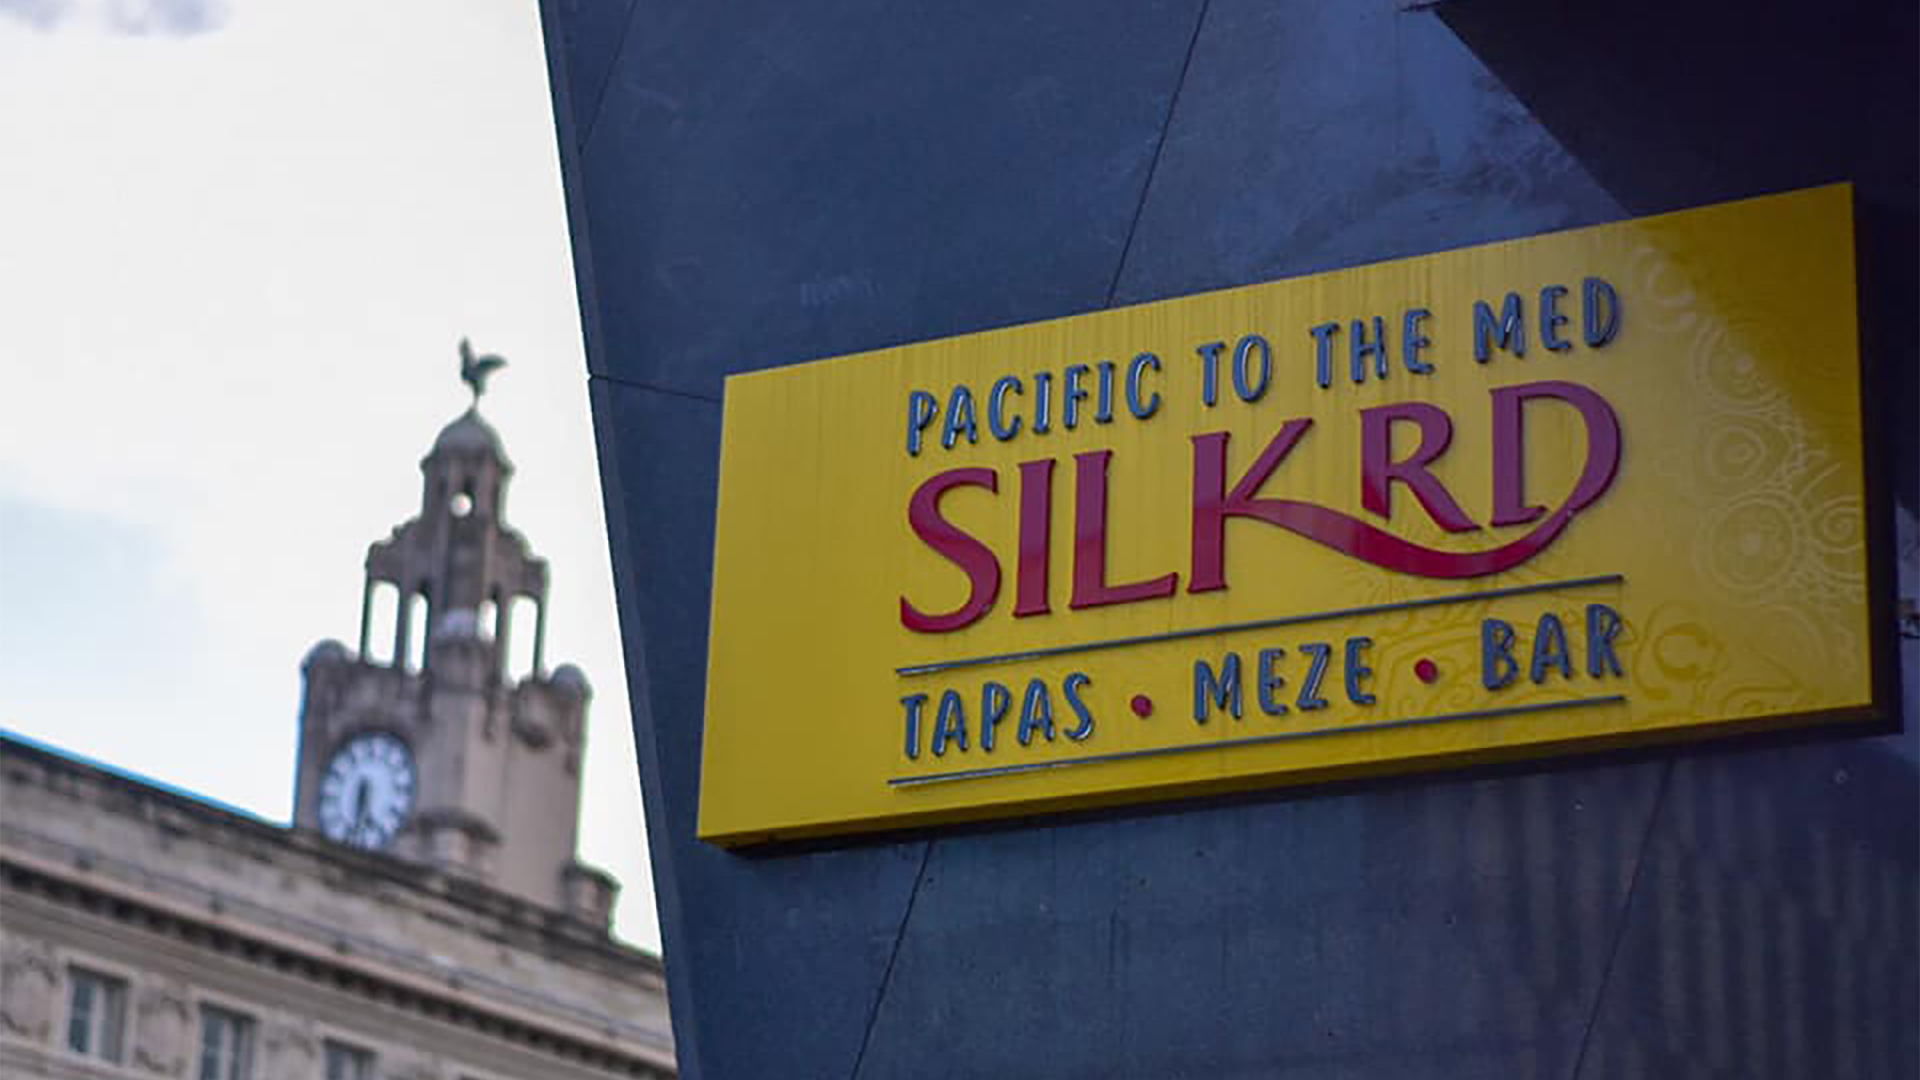 PACIFIC TO THE MED
SILKRD
TAPAS • MEZE • BAR